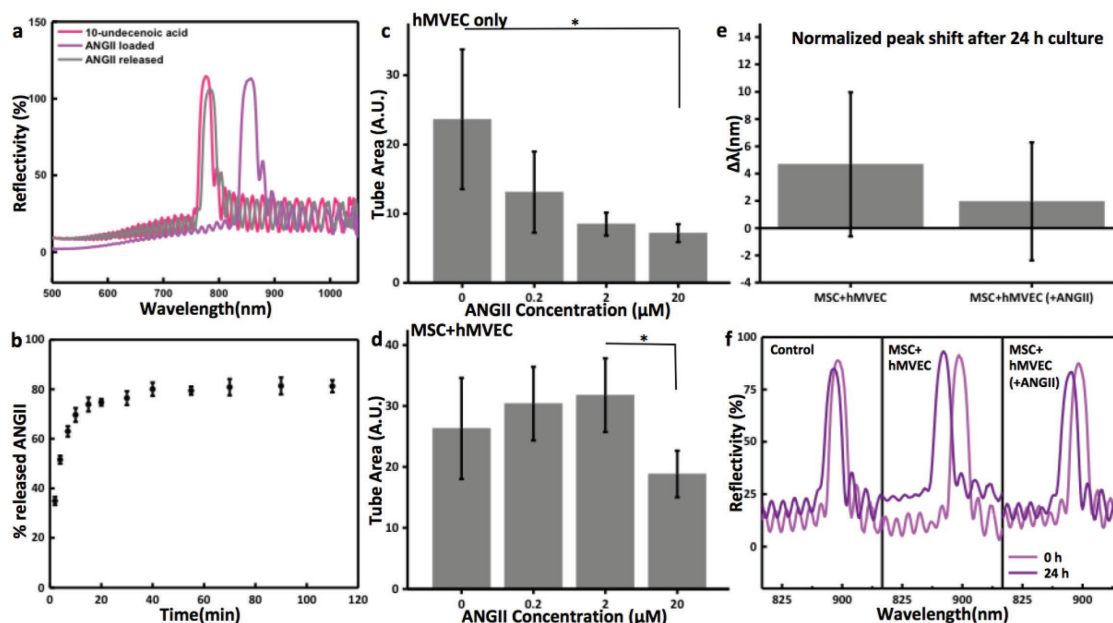 a
150
100
50
0
Reflectivity (%)
10-undecenoic acid
ANGII loaded
ANGII released
500 600 700 800 900 1000
Wavelength(nm)
b
100
80
60
40
20
0
% released ANGII
0 20 40 60 80 100 120
Time(min)
c
hMVEC only
*
30
20
10
0
Tube Area (A.U.)
0 0.2 2 20
ANGII Concentration (μM)
d
MSC+hMVEC
*
40
30
20
10
0
Tube Area (A.U.)
0 0.2 2 20
ANGII Concentration (μM)
e
Normalized peak shift after 24 h culture
14
12
10
8
6
4
2
0
-2
-4
Δλ(nm)
MSC+hMVEC MSC+hMVEC (+ANGII)
f
100
75
50
25
0
Reflectivity (%)
Control
MSC+
hMVEC
MSC+
hMVEC
(+ANGII)
0 h
24 h
825 900 825 900 825 900
Wavelength(nm)